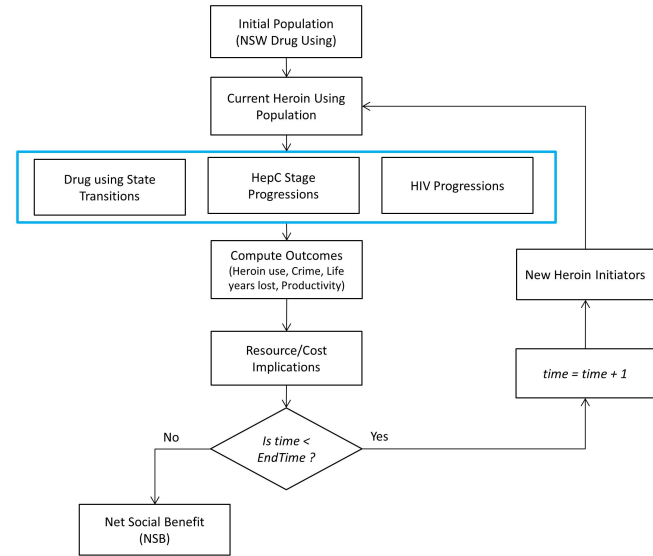 Initial Population
(NSW Drug Using)
Current Heroin Using
Population
Drug using State
Transitions
HepC Stage
Progressions
HIV Progressions
Compute Outcomes
(Heroin use, Crime, Life
years lost, Productivity)
New Heroin Initiators
Resource/Cost
Implications
time = time + 1
No
Is time <
EndTime ?
Yes
Net Social Benefit
(NSB)